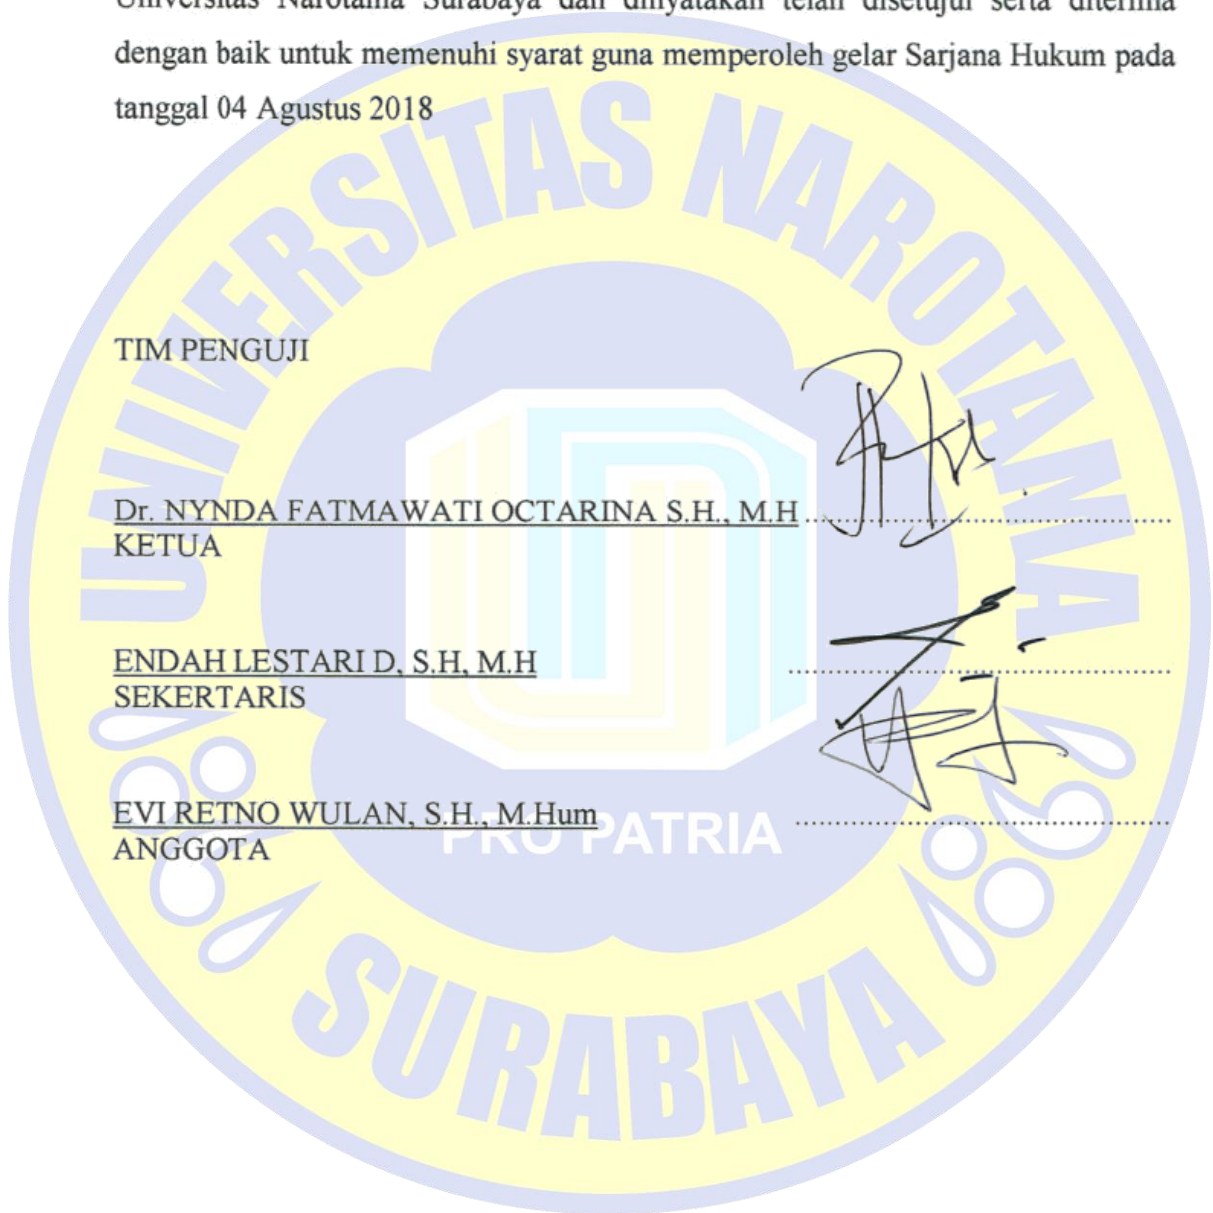 Universitas Narotama Surabaya dan dinyatakan telah disetujui serta diterima
dengan baik untuk memenuhi syarat guna memperoleh gelar Sarjana Hukum pada
tanggal 04 Agustus 2018
UNIVERSITAS NAROTAMA
TIM PENGUJI
Dr. NYNDA FATMAWATI OCTARINA S.H., M.H ........................
KETUA
ENDAH LESTARI D, S.H, M.H ........................
SEKERTARIS
EVI RETNO WULAN, S.H., M.Hum ........................
ANGGOTA
PRO PATRIA
SURABAYA